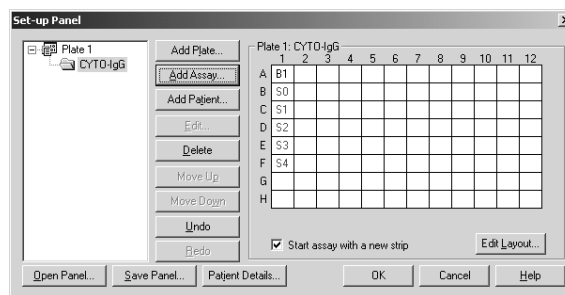 Set-up Panel
Plate 1
CYTO-IgG
Add Plate...
Add Assay...
Add Patient...
Edit...
Delete
Move Up
Move Down
Undo
Redo
Plate 1: CYTO-IgG
1 2 3 4 5 6 7 8 9 10 11 12
A B1
B S0
C S1
D S2
E S3
F S4
G
H
Start assay with a new strip
Edit Layout...
Open Panel... Save Panel... Patient Details... OK Cancel Help